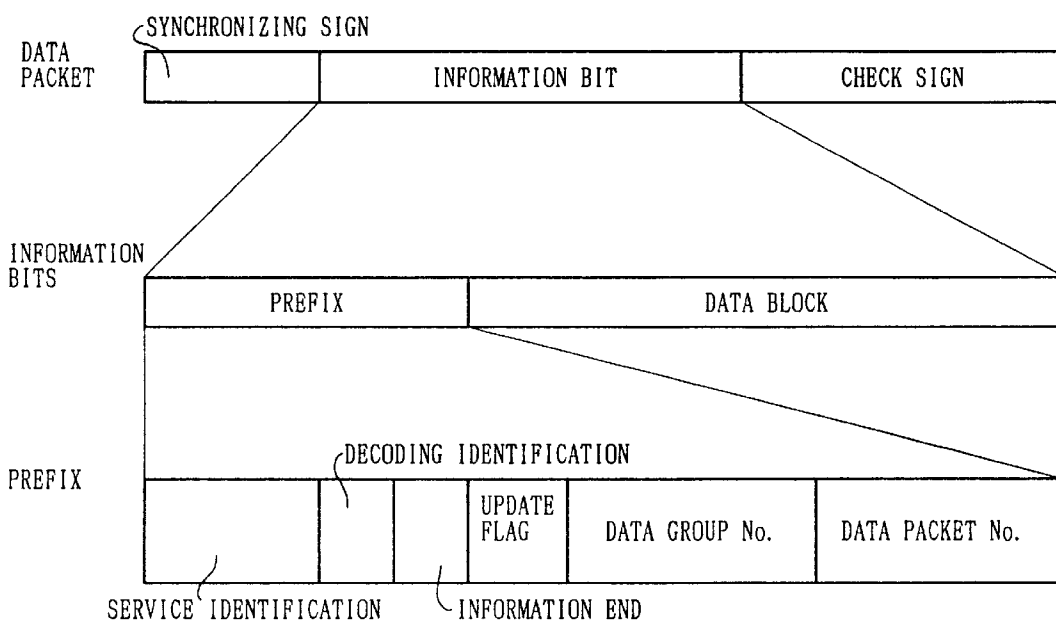 SYNCHRONIZING SIGN
DATA
PACKET
INFORMATION BIT
CHECK SIGN
INFORMATION
BITS
PREFIX
DATA BLOCK
DECODING IDENTIFICATION
PREFIX
UPDATE
FLAG
DATA GROUP No.
DATA PACKET No.
SERVICE IDENTIFICATION
INFORMATION END